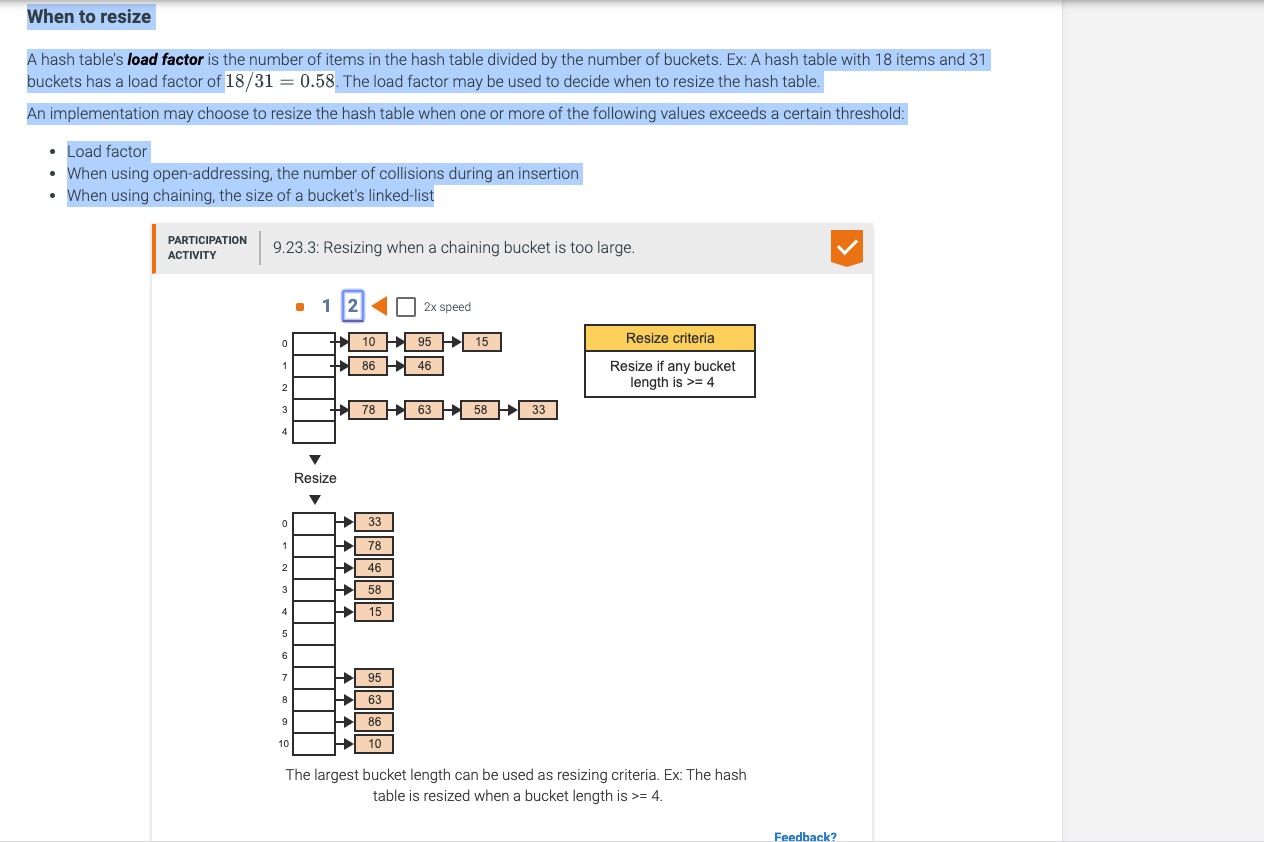 When to resize
A hash table's load factor is the number of items in the hash table divided by the number of buckets. Ex: A hash table with 18 items and 31
buckets has a load factor of 18/31 = 0.58. The load factor may be used to decide when to resize the hash table.
An implementation may choose to resize the hash table when one or more of the following values exceeds a certain threshold:
• Load factor
• When using open-addressing, the number of collisions during an insertion
• When using chaining, the size of a bucket's linked-list
PARTICIPATION
ACTIVITY
9.23.3: Resizing when a chaining bucket is too large.
1 2 2x speed
0 10 95 15
1 86 46
2
3 78 63 58 33
4
Resize criteria
Resize if any bucket
length is >= 4
Resize
0 33
1 78
2 46
3 58
4 15
5
6
7 95
8 63
9 86
10 10
The largest bucket length can be used as resizing criteria. Ex: The hash
table is resized when a bucket length is >= 4.
Feedback?